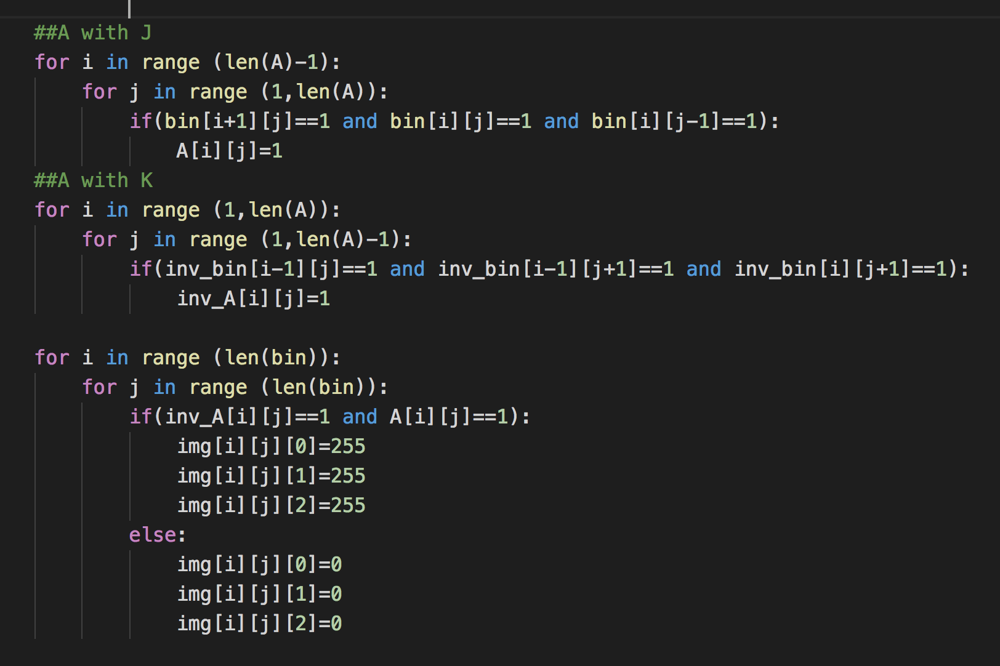 ##A with J
for i in range (len(A)-1):
    for j in range (1,len(A)):
        if(bin[i+1][j]==1 and bin[i][j]==1 and bin[i][j-1]==1):
            A[i][j]=1
##A with K
for i in range (1,len(A)):
    for j in range (1,len(A)-1):
        if(inv_bin[i-1][j]==1 and inv_bin[i-1][j+1]==1 and inv_bin[i][j+1]==1):
            inv_A[i][j]=1
for i in range (len(bin)):
    for j in range (len(bin)):
        if(inv_A[i][j]==1 and A[i][j]==1):
            img[i][j][0]=255
            img[i][j][1]=255
            img[i][j][2]=255
        else:
            img[i][j][0]=0
            img[i][j][1]=0
            img[i][j][2]=0